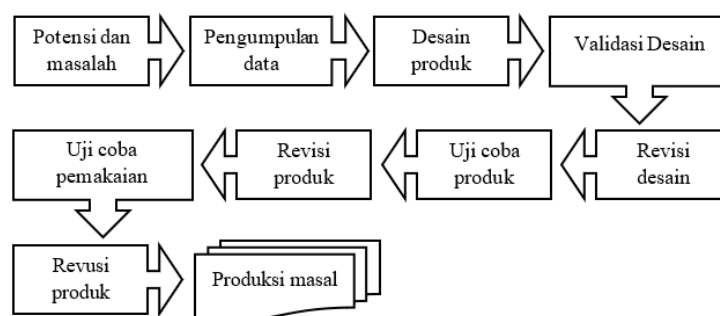 Potensi dan
masalah
Pengumpulan
data
Desain
produk
Validasi Desain
Revisi
desain
Uji coba
produk
Revisi
produk
Uji coba
pemakaian
Revusi
produk
Produksi masal